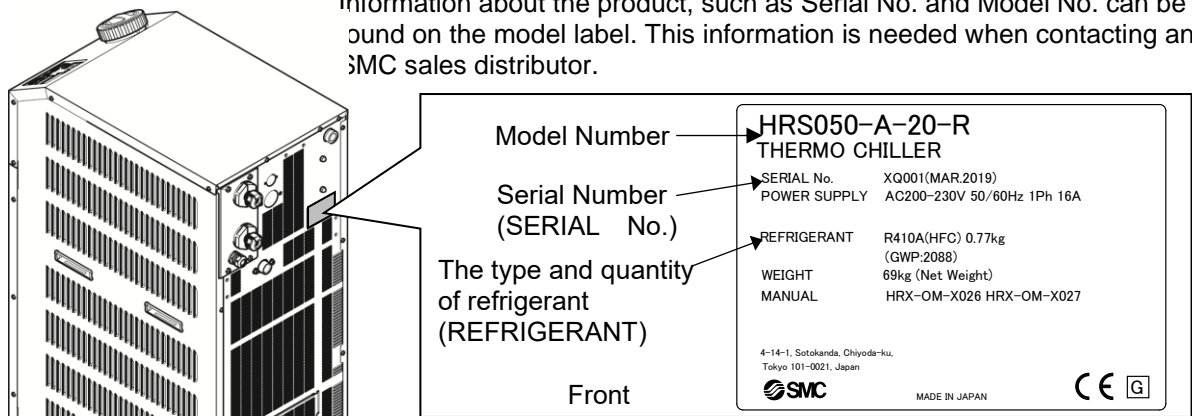 Information about the product, such as Serial No. and Model No. can be
ound on the model label. This information is needed when contacting an
SMC sales distributor.
Model Number
Serial Number
(SERIAL No.)
The type and quantity
of refrigerant
(REFRIGERANT)
Front
HRS050-A-20-R
THERMO CHILLER
SERIAL No. XQ001(MAR.2019)
POWER SUPPLY AC200-230V 50/60Hz 1Ph 16A
REFRIGERANT R410A(HFC) 0.77kg
(GWP:2088)
WEIGHT 69kg (Net Weight)
MANUAL HRX-OM-X026 HRX-OM-X027
4-14-1, Sotokanda, Chiyoda-ku,
Tokyo 101-0021, Japan
SMC MADE IN JAPAN CE G